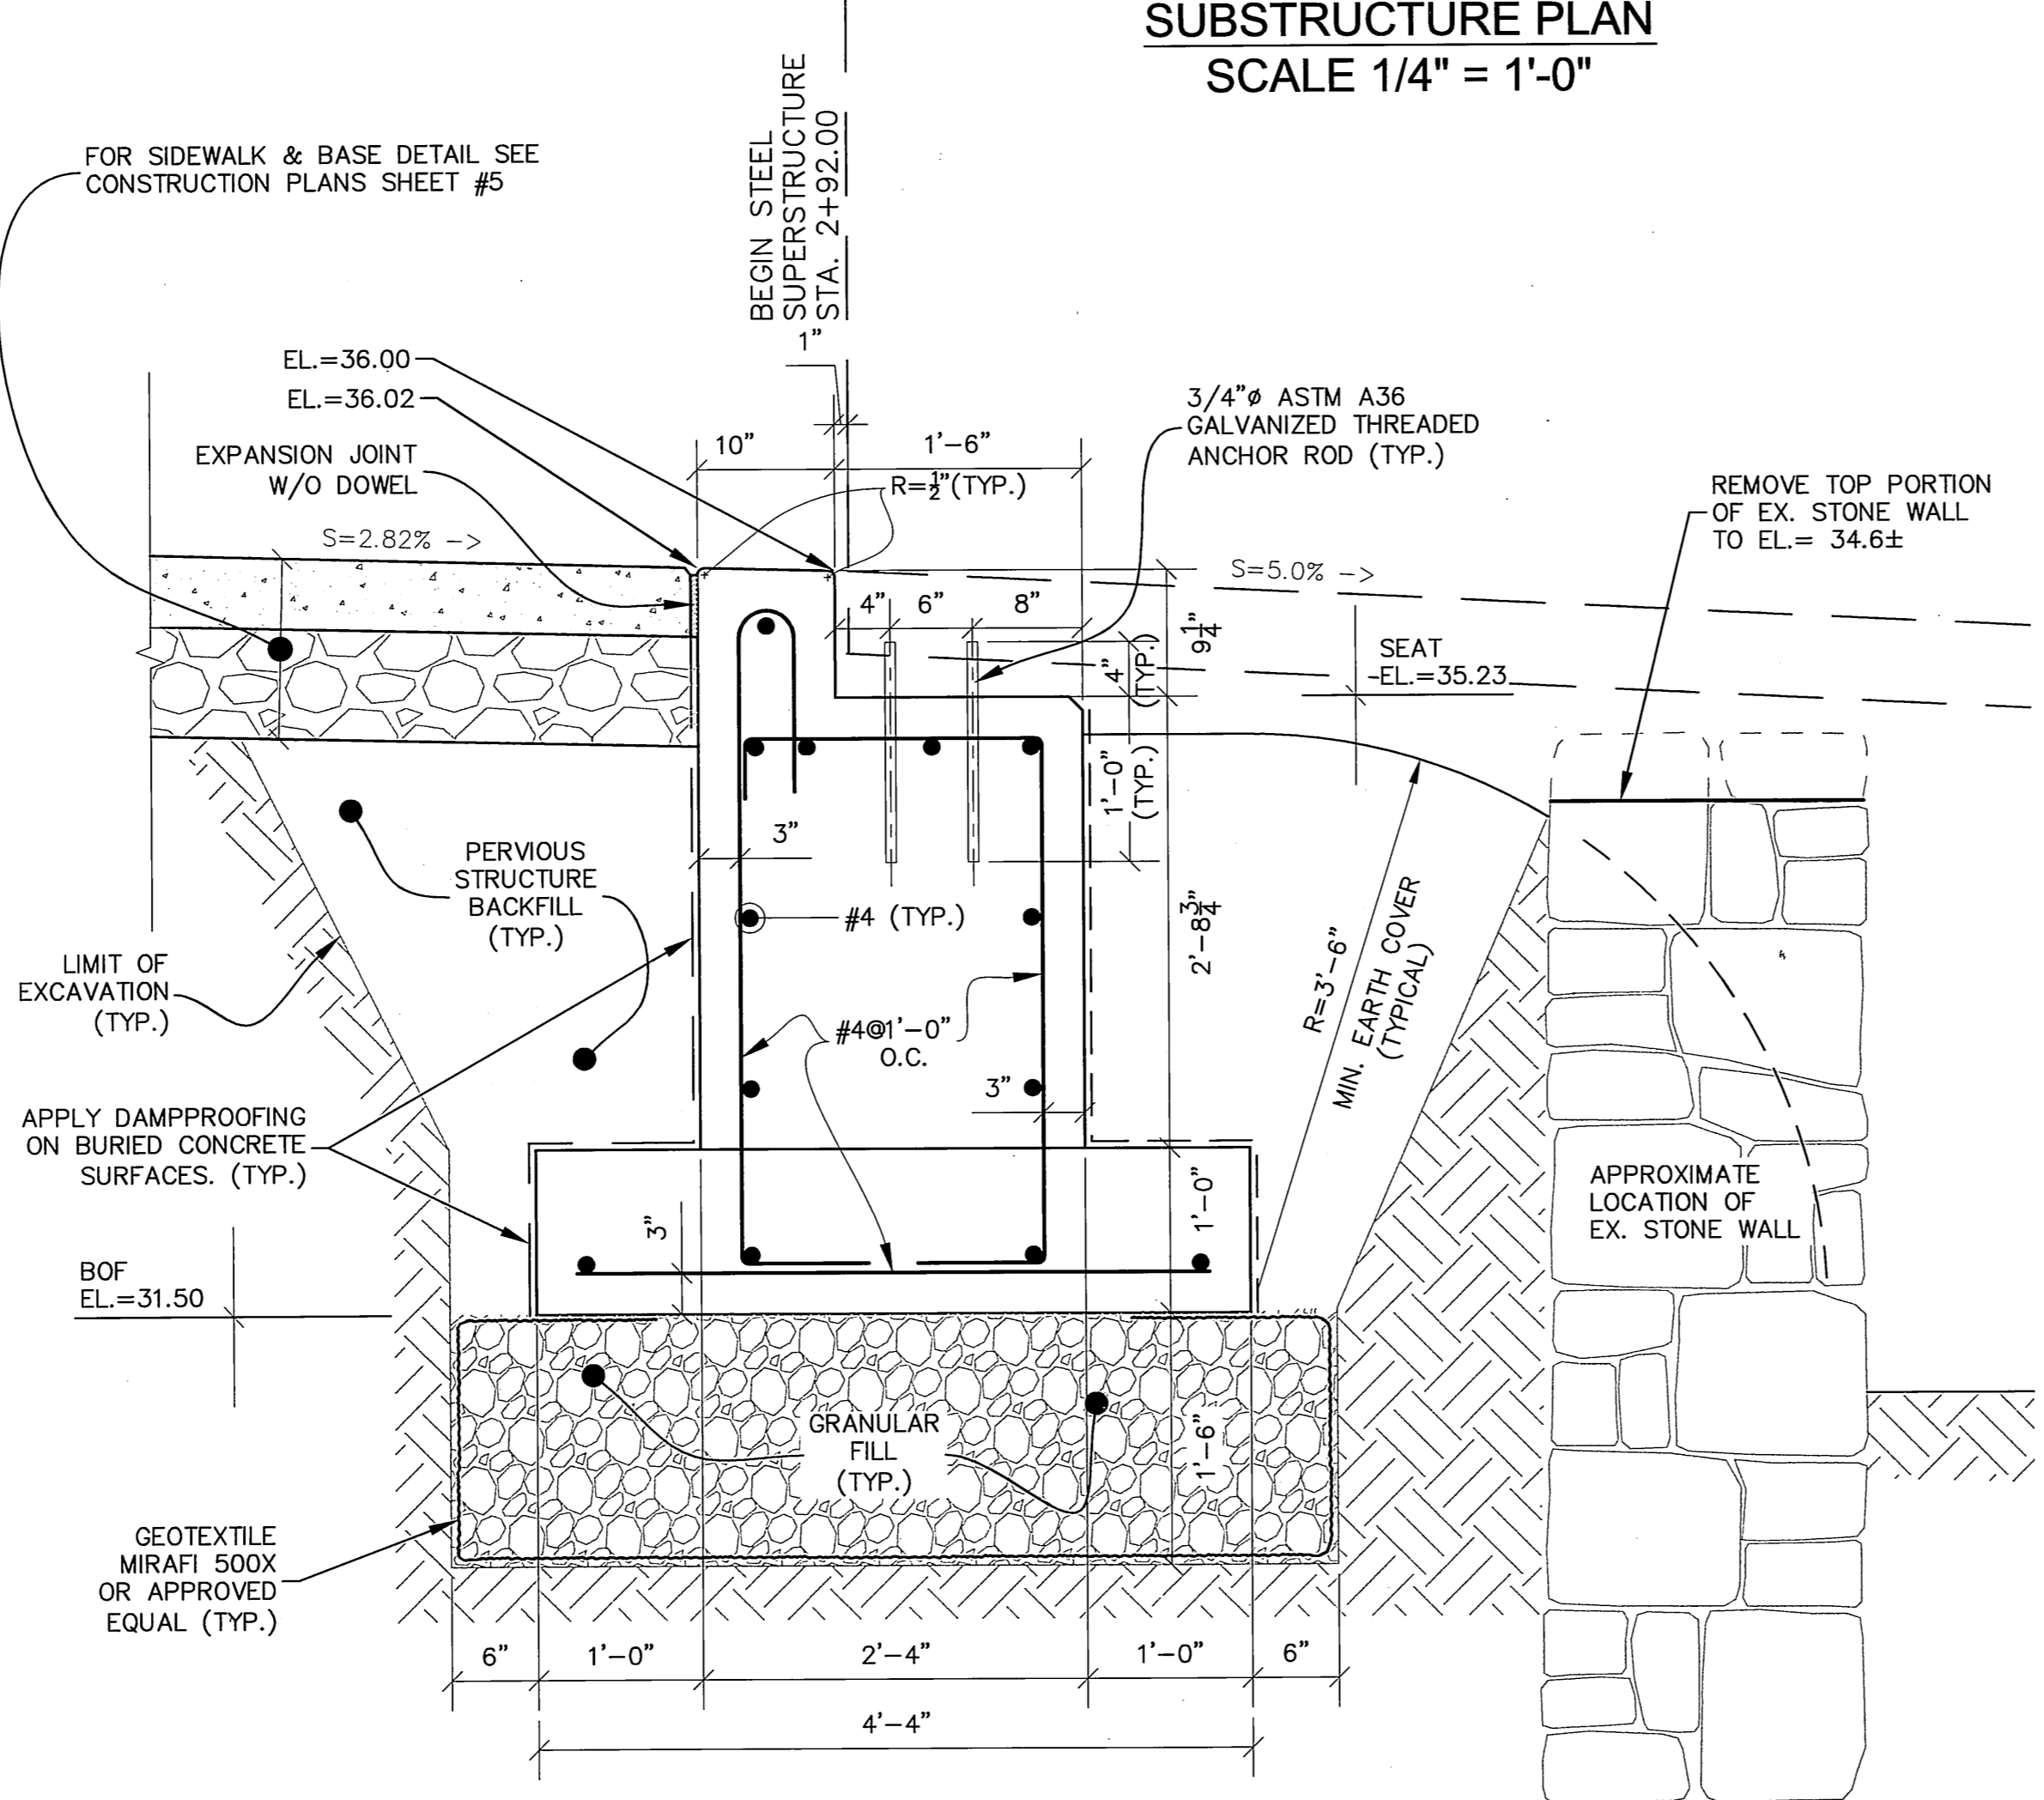 SUBSTRUCTURE PLAN
SCALE 1/4" = 1'-0"
BEGIN STEEL
SUPERSTRUCTURE
STA. 2+92.00
FOR SIDEWALK & BASE DETAIL SEE
CONSTRUCTION PLANS SHEET #5
1"
EL.=36.00
EL.=36.02
EXPANSION JOINT
W/O DOWEL
10"
1'-6"
R=½"(TYP.)
3/4"ø ASTM A36
GALVANIZED THREADED
ANCHOR ROD (TYP.)
REMOVE TOP PORTION
OF EX. STONE WALL
TO EL.= 34.6±
S=2.82% ->
S=5.0% ->
4"
6"
8"
9¼"
4"
(TYP.)
SEAT
EL.=35.23
1'-0"
(TYP.)
3"
PERVIOUS
STRUCTURE
BACKFILL
(TYP.)
#4 (TYP.)
2'-8¾"
R=3'-6"
MIN. EARTH COVER
(TYPICAL)
LIMIT OF
EXCAVATION
(TYP.)
#4@1'-0"
O.C.
3"
APPLY DAMPPROOFING
ON BURIED CONCRETE
SURFACES. (TYP.)
APPROXIMATE
LOCATION OF
EX. STONE WALL
3"
1'-0"
BOF
EL.=31.50
GRANULAR
FILL
(TYP.)
1'-6"
GEOTEXTILE
MIRAFI 500X
OR APPROVED
EQUAL (TYP.)
6"
1'-0"
2'-4"
1'-0"
6"
4'-4"